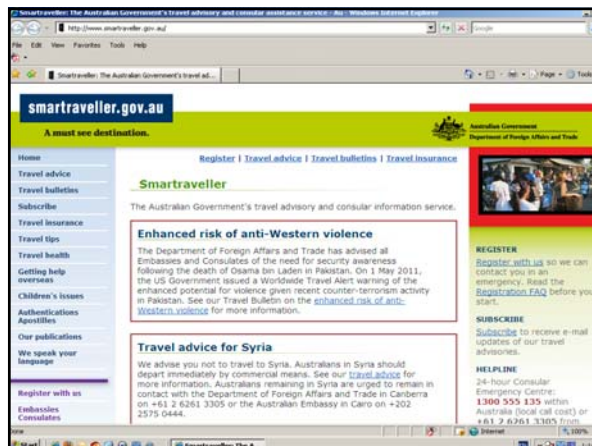 Smartraveller: The Australian Government's travel advisory and consular assistance service - Au - Windows Internet Explorer
http://www.smartraveller.gov.au/
Google
File Edit View Favorites Tools Help
Smartraveller: The Australian Government's travel ad...
Page Tools
smartraveller.gov.au
A must see destination.
Australian Government
Department of Foreign Affairs and Trade
Home
Travel advice
Travel bulletins
Subscribe
Travel insurance
Travel tips
Travel health
Getting help
overseas
Children's issues
Authentications
Apostilles
Our publications
We speak your
language
Register with us
Embassies
Consulates
Register | Travel advice | Travel bulletins | Travel insurance
Smartraveller
The Australian Government's travel advisory and consular information service.
Enhanced risk of anti-Western violence
The Department of Foreign Affairs and Trade has advised all
Embassies and Consulates of the need for security awareness
following the death of Osama bin Laden in Pakistan. On 1 May 2011,
the US Government issued a Worldwide Travel Alert warning of the
enhanced potential for violence given recent counter-terrorism activity
in Pakistan. See our Travel Bulletin on the enhanced risk of anti-
Western violence for more information.
Travel advice for Syria
We advise you not to travel to Syria. Australians in Syria should
depart immediately by commercial means. See our travel advice for
more information. Australians remaining in Syria are urged to remain in
contact with the Department of Foreign Affairs and Trade in Canberra
on +61 2 6261 3305 or the Australian Embassy in Cairo on +202
2575 0444.
REGISTER
Register with us so we can
contact you in an
emergency. Read the
Registration FAQ before you
start.
SUBSCRIBE
Subscribe to receive e-mail
updates of our travel
advisories.
HELPLINE
24-hour Consular
Emergency Centre:
1300 555 135 within
Australia (local call cost) or
+61 2 6261 3305 from
Done
Internet
100%
Start
Smartraveller: The A...